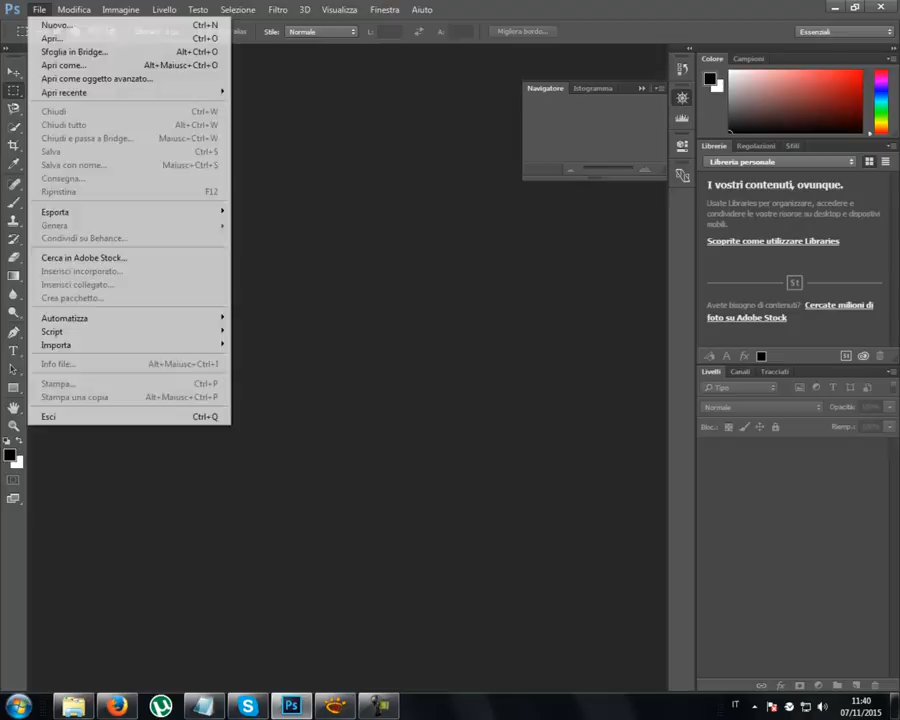 Ps File Modifica Immagine Livello Testo Selezione Filtro 3D Visualizza Finestra Aiuto
Stile: Normale L: A: Migliora bordo... Essenziali
Nuovo... Ctrl+N
Apri... Ctrl+O
Sfoglia in Bridge... Alt+Ctrl+O
Apri come... Alt+Maiusc+Ctrl+O
Apri come oggetto avanzato...
Apri recente
Chiudi Ctrl+W
Chiudi tutto Alt+Ctrl+W
Chiudi e passa a Bridge... Maiusc+Ctrl+W
Salva Ctrl+S
Salva con nome... Maiusc+Ctrl+S
Consegna...
Ripristina F12
Esporta
Genera
Condividi su Behance...
Cerca in Adobe Stock...
Inserisci incorporato...
Inserisci collegato...
Crea pacchetto...
Automatizza
Script
Importa
Info file... Alt+Maiusc+Ctrl+I
Stampa... Ctrl+P
Stampa una copia Alt+Maiusc+Ctrl+P
Esci Ctrl+Q
Navigatore Istogramma
Colore Campioni
Librerie Regolazioni Stili
Libreria personale
I vostri contenuti, ovunque.
Usate Libraries per organizzare, accedere e
condividere le vostre risorse su desktop e dispositivi
mobili.
Scoprite come utilizzare Libraries
St
Avete bisogno di contenuti? Cercate milioni di
foto su Adobe Stock
Livelli Canali Tracciati
Tipo
Normale Opacità: 100%
Bloc.: Riemp.: 100%
Ps
IT 11:40
07/11/2015